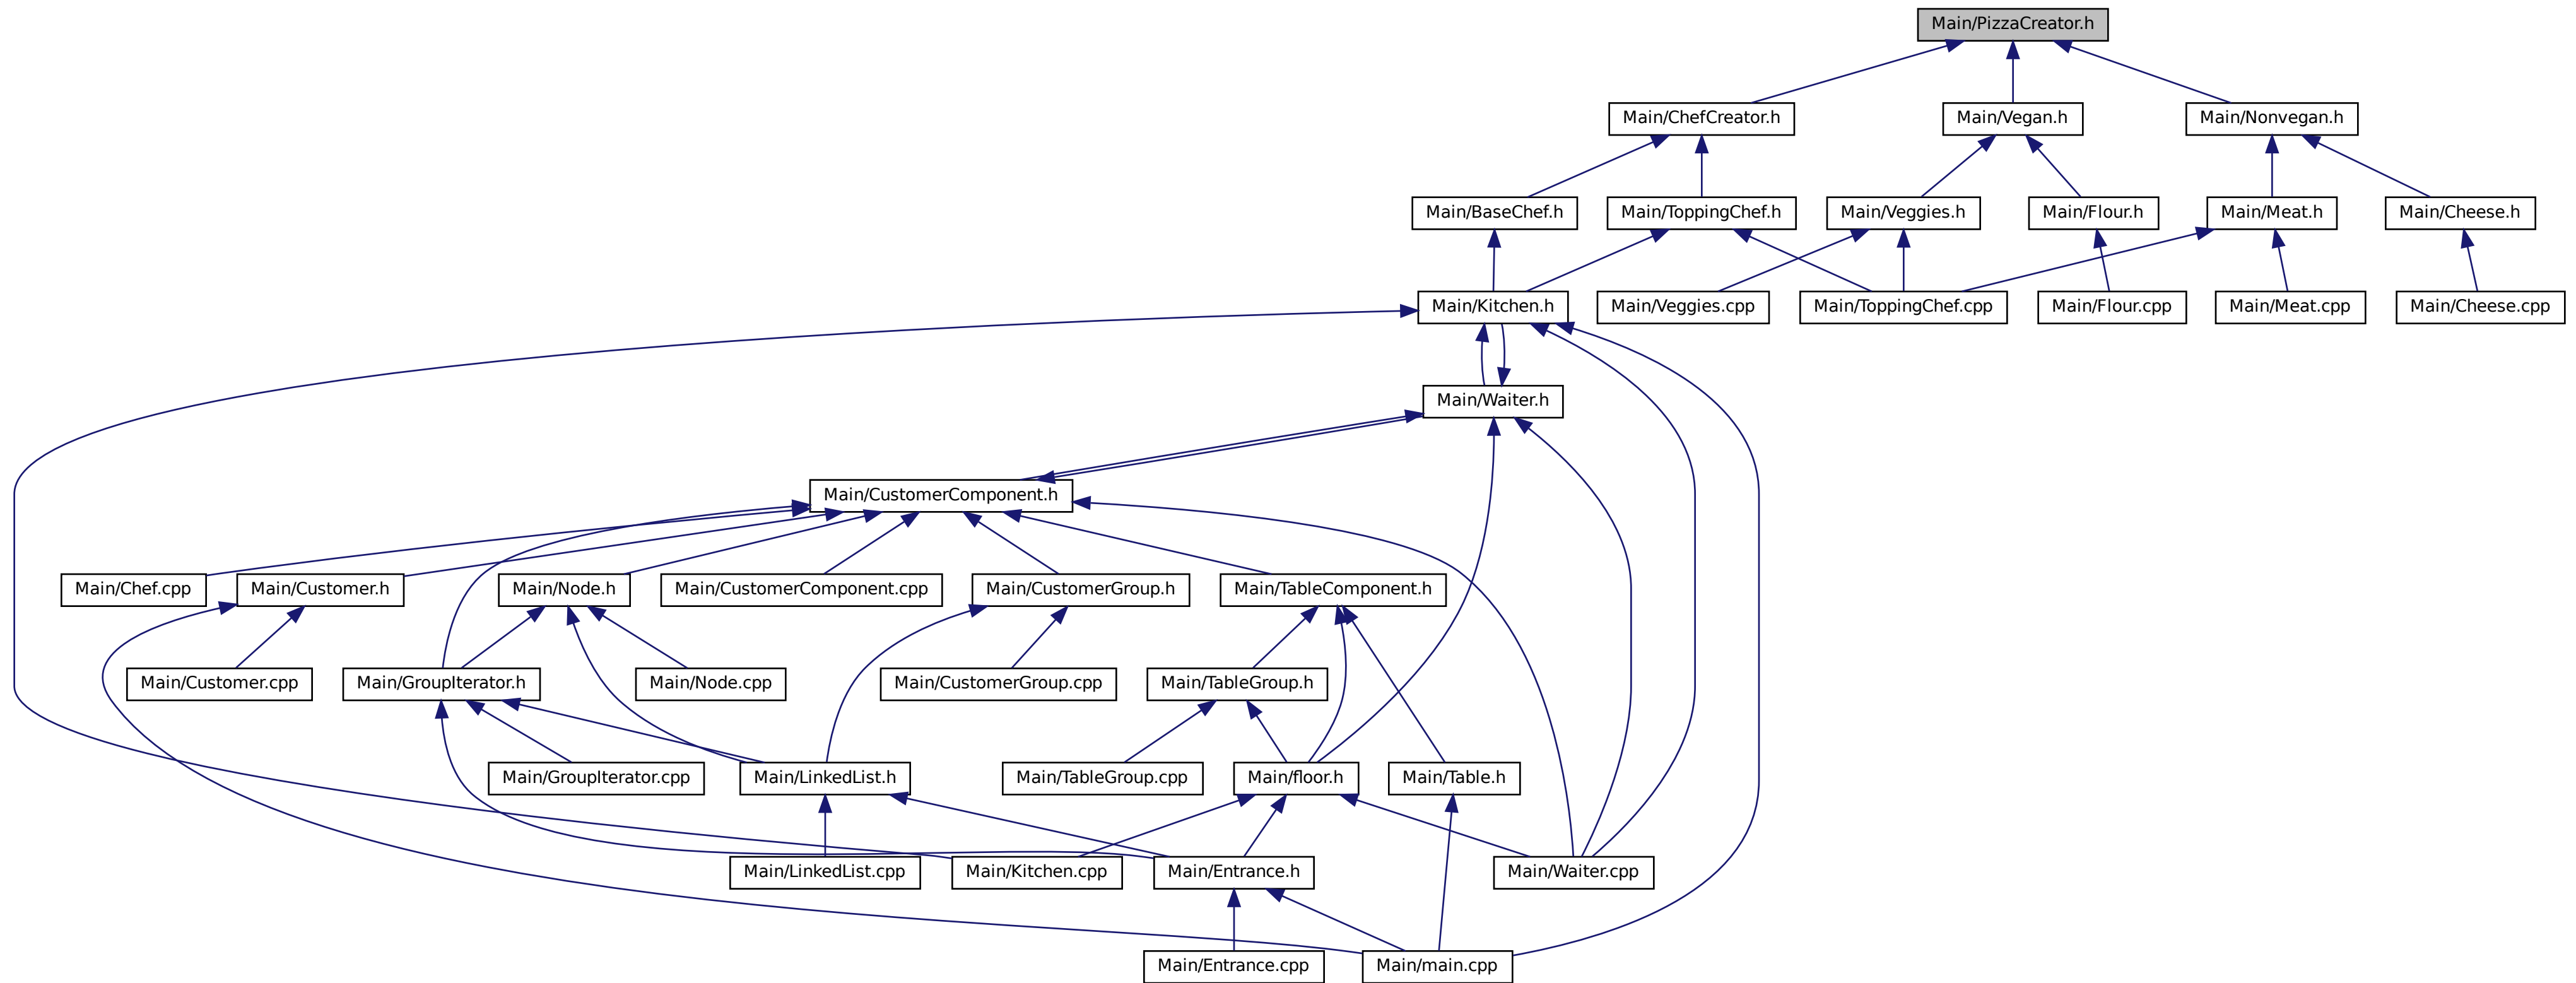 Main/PizzaCreator.h
Main/ChefCreator.h
Main/Vegan.h
Main/Nonvegan.h
Main/BaseChef.h
Main/ToppingChef.h
Main/Veggies.h
Main/Flour.h
Main/Meat.h
Main/Cheese.h
Main/Kitchen.h
Main/Veggies.cpp
Main/ToppingChef.cpp
Main/Flour.cpp
Main/Meat.cpp
Main/Cheese.cpp
Main/Waiter.h
Main/CustomerComponent.h
Main/Chef.cpp
Main/Customer.h
Main/Node.h
Main/CustomerComponent.cpp
Main/CustomerGroup.h
Main/TableComponent.h
Main/Customer.cpp
Main/GroupIterator.h
Main/Node.cpp
Main/CustomerGroup.cpp
Main/TableGroup.h
Main/GroupIterator.cpp
Main/LinkedList.h
Main/TableGroup.cpp
Main/floor.h
Main/Table.h
Main/LinkedList.cpp
Main/Kitchen.cpp
Main/Entrance.h
Main/Waiter.cpp
Main/Entrance.cpp
Main/main.cpp